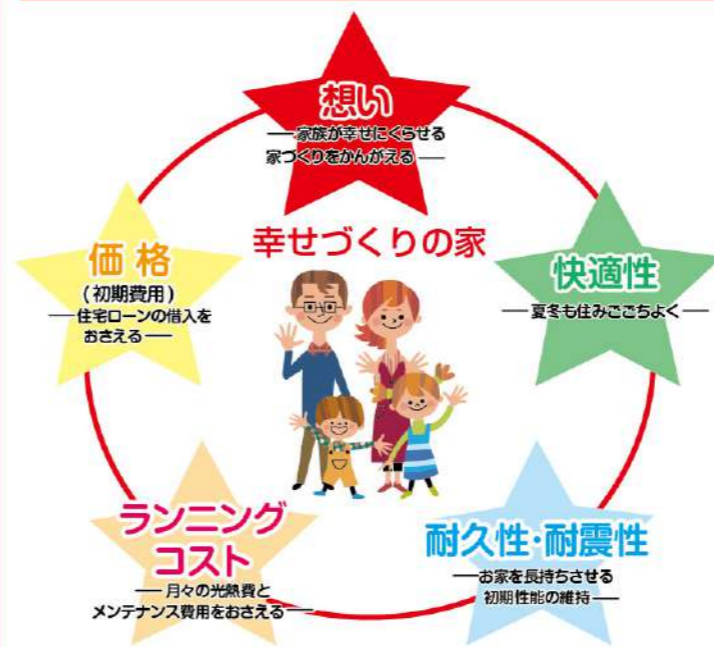 想い
― 家族が幸せにくらせる
家づくりをかんがえる ―
幸せづくりの家
価格
(初期費用)
―住宅ローンの借入を
おさえる―
快適性
―夏冬も住みここちよく―
ランニング
コスト
― 月々の光熱費と
メンテナンス費用をおさえる―
耐久性・耐震性
―お家を長持ちさせる
初期性能の維持―